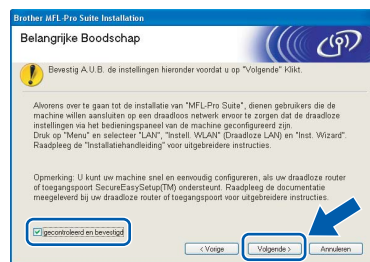 Brother MFL-Pro Suite Installation
Belangrijke Boodschap
Bevestig A.U.B. de instellingen hieronder voordat u op "Volgende" Klikt.
Alvorens over te gaan tot de installatie van "MFL-Pro Suite", dienen gebruikers die de
machine willen aansluiten op een draadloos netwerk ervoor te zorgen dat de draadloze
instellingen via het bedieningspaneel van de machine geconfigureerd zijn.
Druk op "Menu" en selecteer "LAN", "Install. WLAN" (Draadloze LAN) en "Inst. Wizard".
Raadpleeg de "Installatiehandleiding" voor uitgebreidere instructies.
Opmerking: U kunt uw machine snel en eenvoudig configureren, als uw draadloze router
of toegangspoort SecureEasySetup(TM) ondersteunt. Raadpleeg de documentatie
meegeleverd bij uw draadloze router of toegangspoort voor uitgebreidere instructies.
gecontroleerd en bevestigd
< Vorige
Volgende >
Annuleren